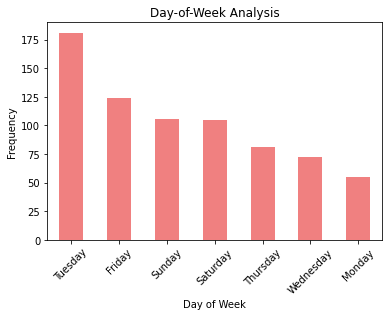 Day-of-Week Analysis
Frequency
175
150
125
100
75
50
25
0
Tuesday
Friday
Sunday
Saturday
Thursday
Wednesday
Monday
Day of Week